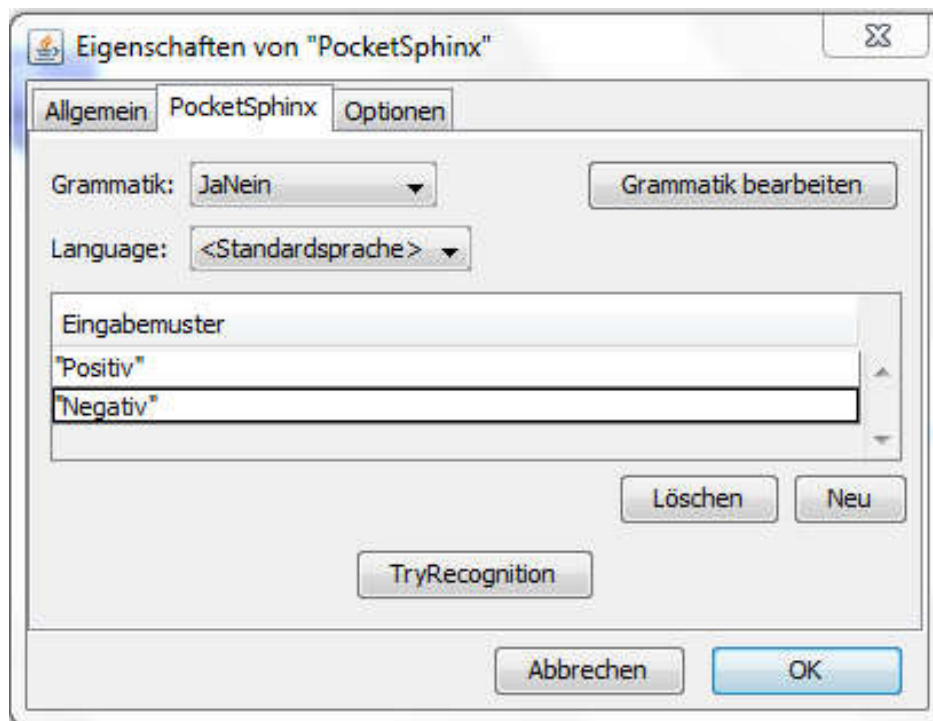 Eigenschaften von "PocketSphinx"
Allgemein PocketSphinx Optionen
Grammatik: JaNein Grammatik bearbeiten
Language: <Standardsprache>
Eingabemuster
"Positiv"
"Negativ"
Löschen Neu
TryRecognition
Abbrechen OK